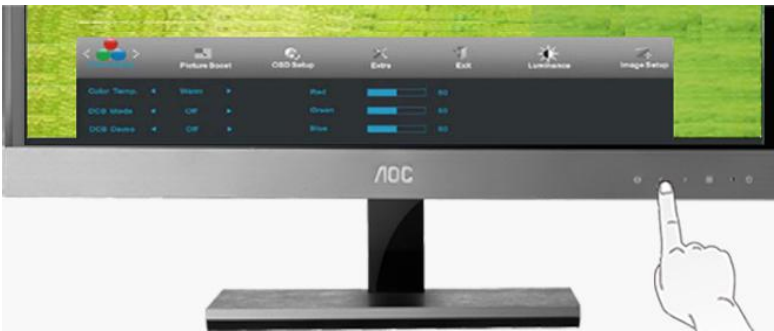 Picture Boost
OSD Setup
Extra
Exit
Luminance
Image Setup
Color Temp. Warm Red 50
DCB Mode Off Green 50
DCB Demo Off Blue 50
AOC